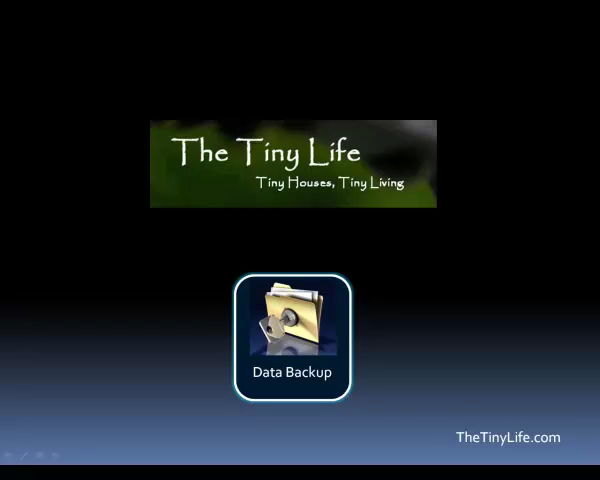 The Tiny Life
Tiny Houses, Tiny Living
Data Backup
TheTinyLife.com